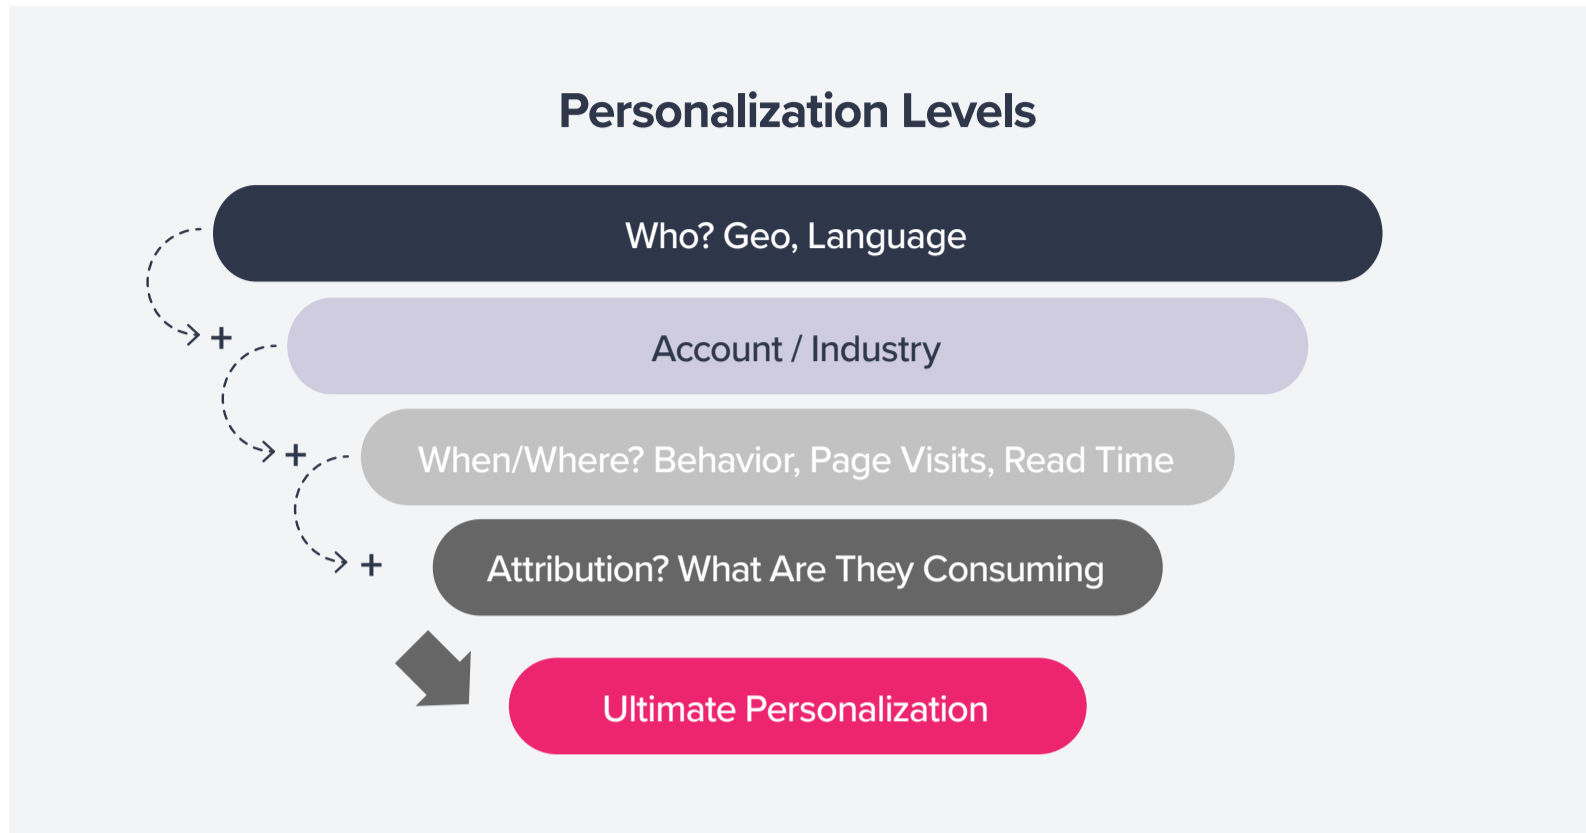 Personalization Levels
Who? Geo, Language
+
Account / Industry
+
When/Where? Behavior, Page Visits, Read Time
+
Attribution? What Are They Consuming
Ultimate Personalization